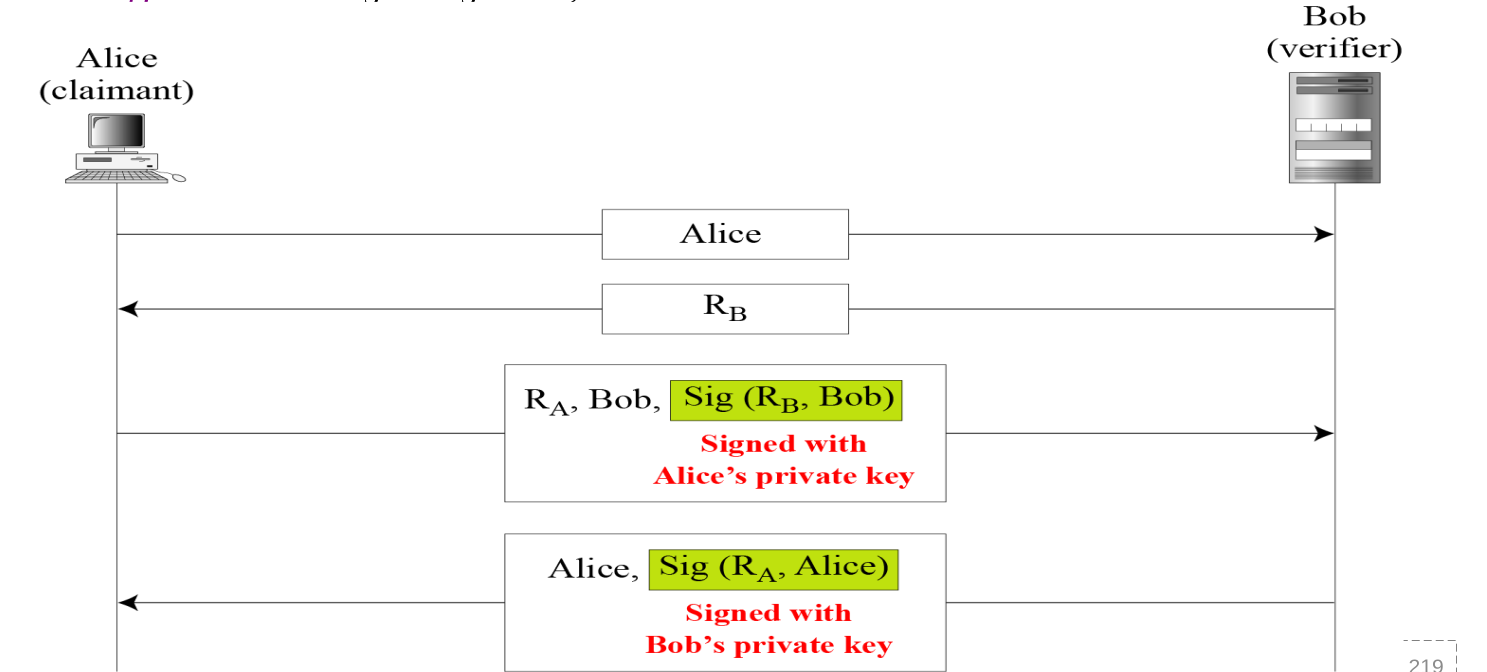 Bob
(verifier)
Alice
(claimant)
Alice
R_B
R_A, Bob, Sig (R_B, Bob)
Signed with
Alice’s private key
Alice, Sig (R_A, Alice)
Signed with
Bob’s private key
219